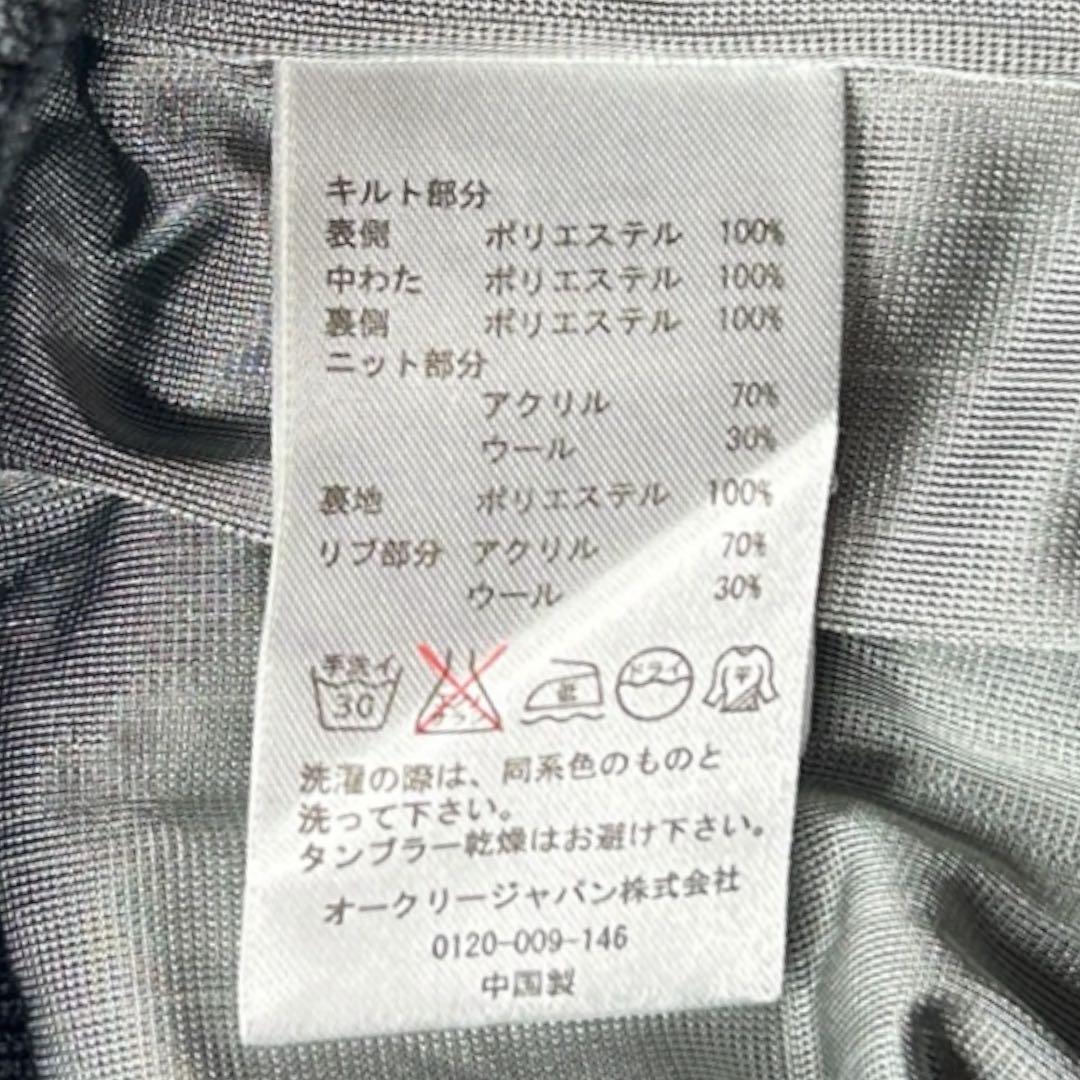 キルト部分
表側 ポリエステル 100%
中わた ポリエステル 100%
裏側 ポリエステル 100%
ニット部分
アクリル 70%
ウール 30%
裏地 ポリエステル 100%
リブ部分 アクリル 70%
ウール 30%
手洗イ 30 低 ドライ 平
洗濯の際は、同系色のものと
洗って下さい。
タンブラー乾燥はお避け下さい。
オークリージャパン株式会社
0120-009-146
中国製